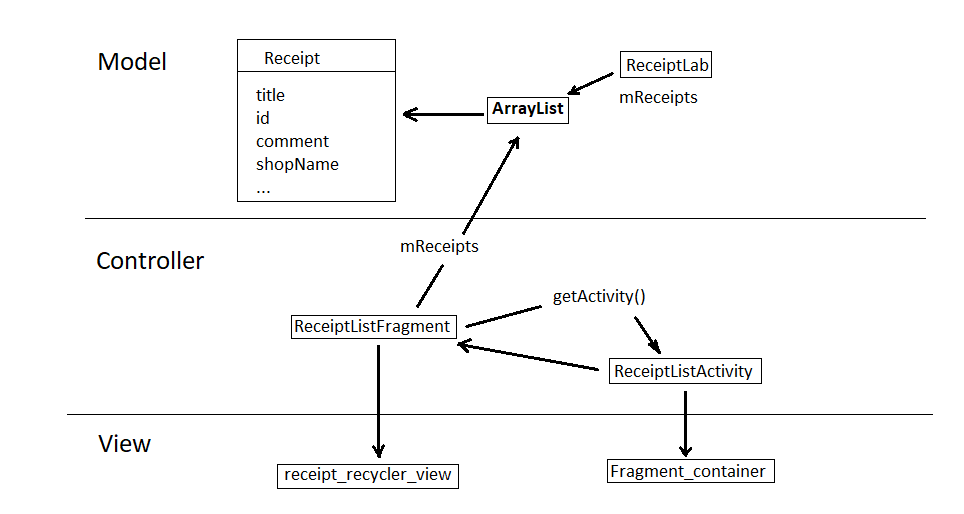 Model
Receipt
title
id
comment
shopName
...
ArrayList
ReceiptLab
mReceipts
Controller
mReceipts
getActivity()
ReceiptListFragment
ReceiptListActivity
View
receipt_recycler_view
Fragment_container